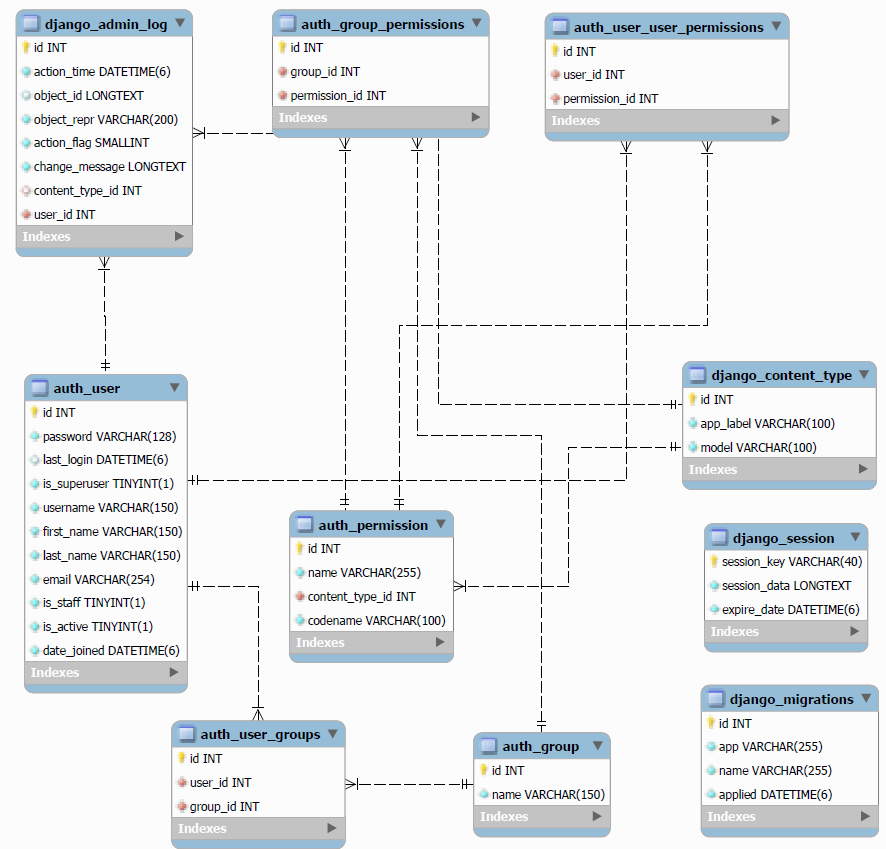 django_admin_log
id INT
action_time DATETIME(6)
object_id LONGTEXT
object_repr VARCHAR(200)
action_flag SMALLINT
change_message LONGTEXT
content_type_id INT
user_id INT
Indexes
auth_group_permissions
id INT
group_id INT
permission_id INT
Indexes
auth_user_user_permissions
id INT
user_id INT
permission_id INT
Indexes
auth_user
id INT
password VARCHAR(128)
last_login DATETIME(6)
is_superuser TINYINT(1)
username VARCHAR(150)
first_name VARCHAR(150)
last_name VARCHAR(150)
email VARCHAR(254)
is_staff TINYINT(1)
is_active TINYINT(1)
date_joined DATETIME(6)
Indexes
django_content_type
id INT
app_label VARCHAR(100)
model VARCHAR(100)
Indexes
auth_permission
id INT
name VARCHAR(255)
content_type_id INT
codename VARCHAR(100)
Indexes
django_session
session_key VARCHAR(40)
session_data LONGTEXT
expire_date DATETIME(6)
Indexes
django_migrations
id INT
app VARCHAR(255)
name VARCHAR(255)
applied DATETIME(6)
Indexes
auth_user_groups
id INT
user_id INT
group_id INT
Indexes
auth_group
id INT
name VARCHAR(150)
Indexes